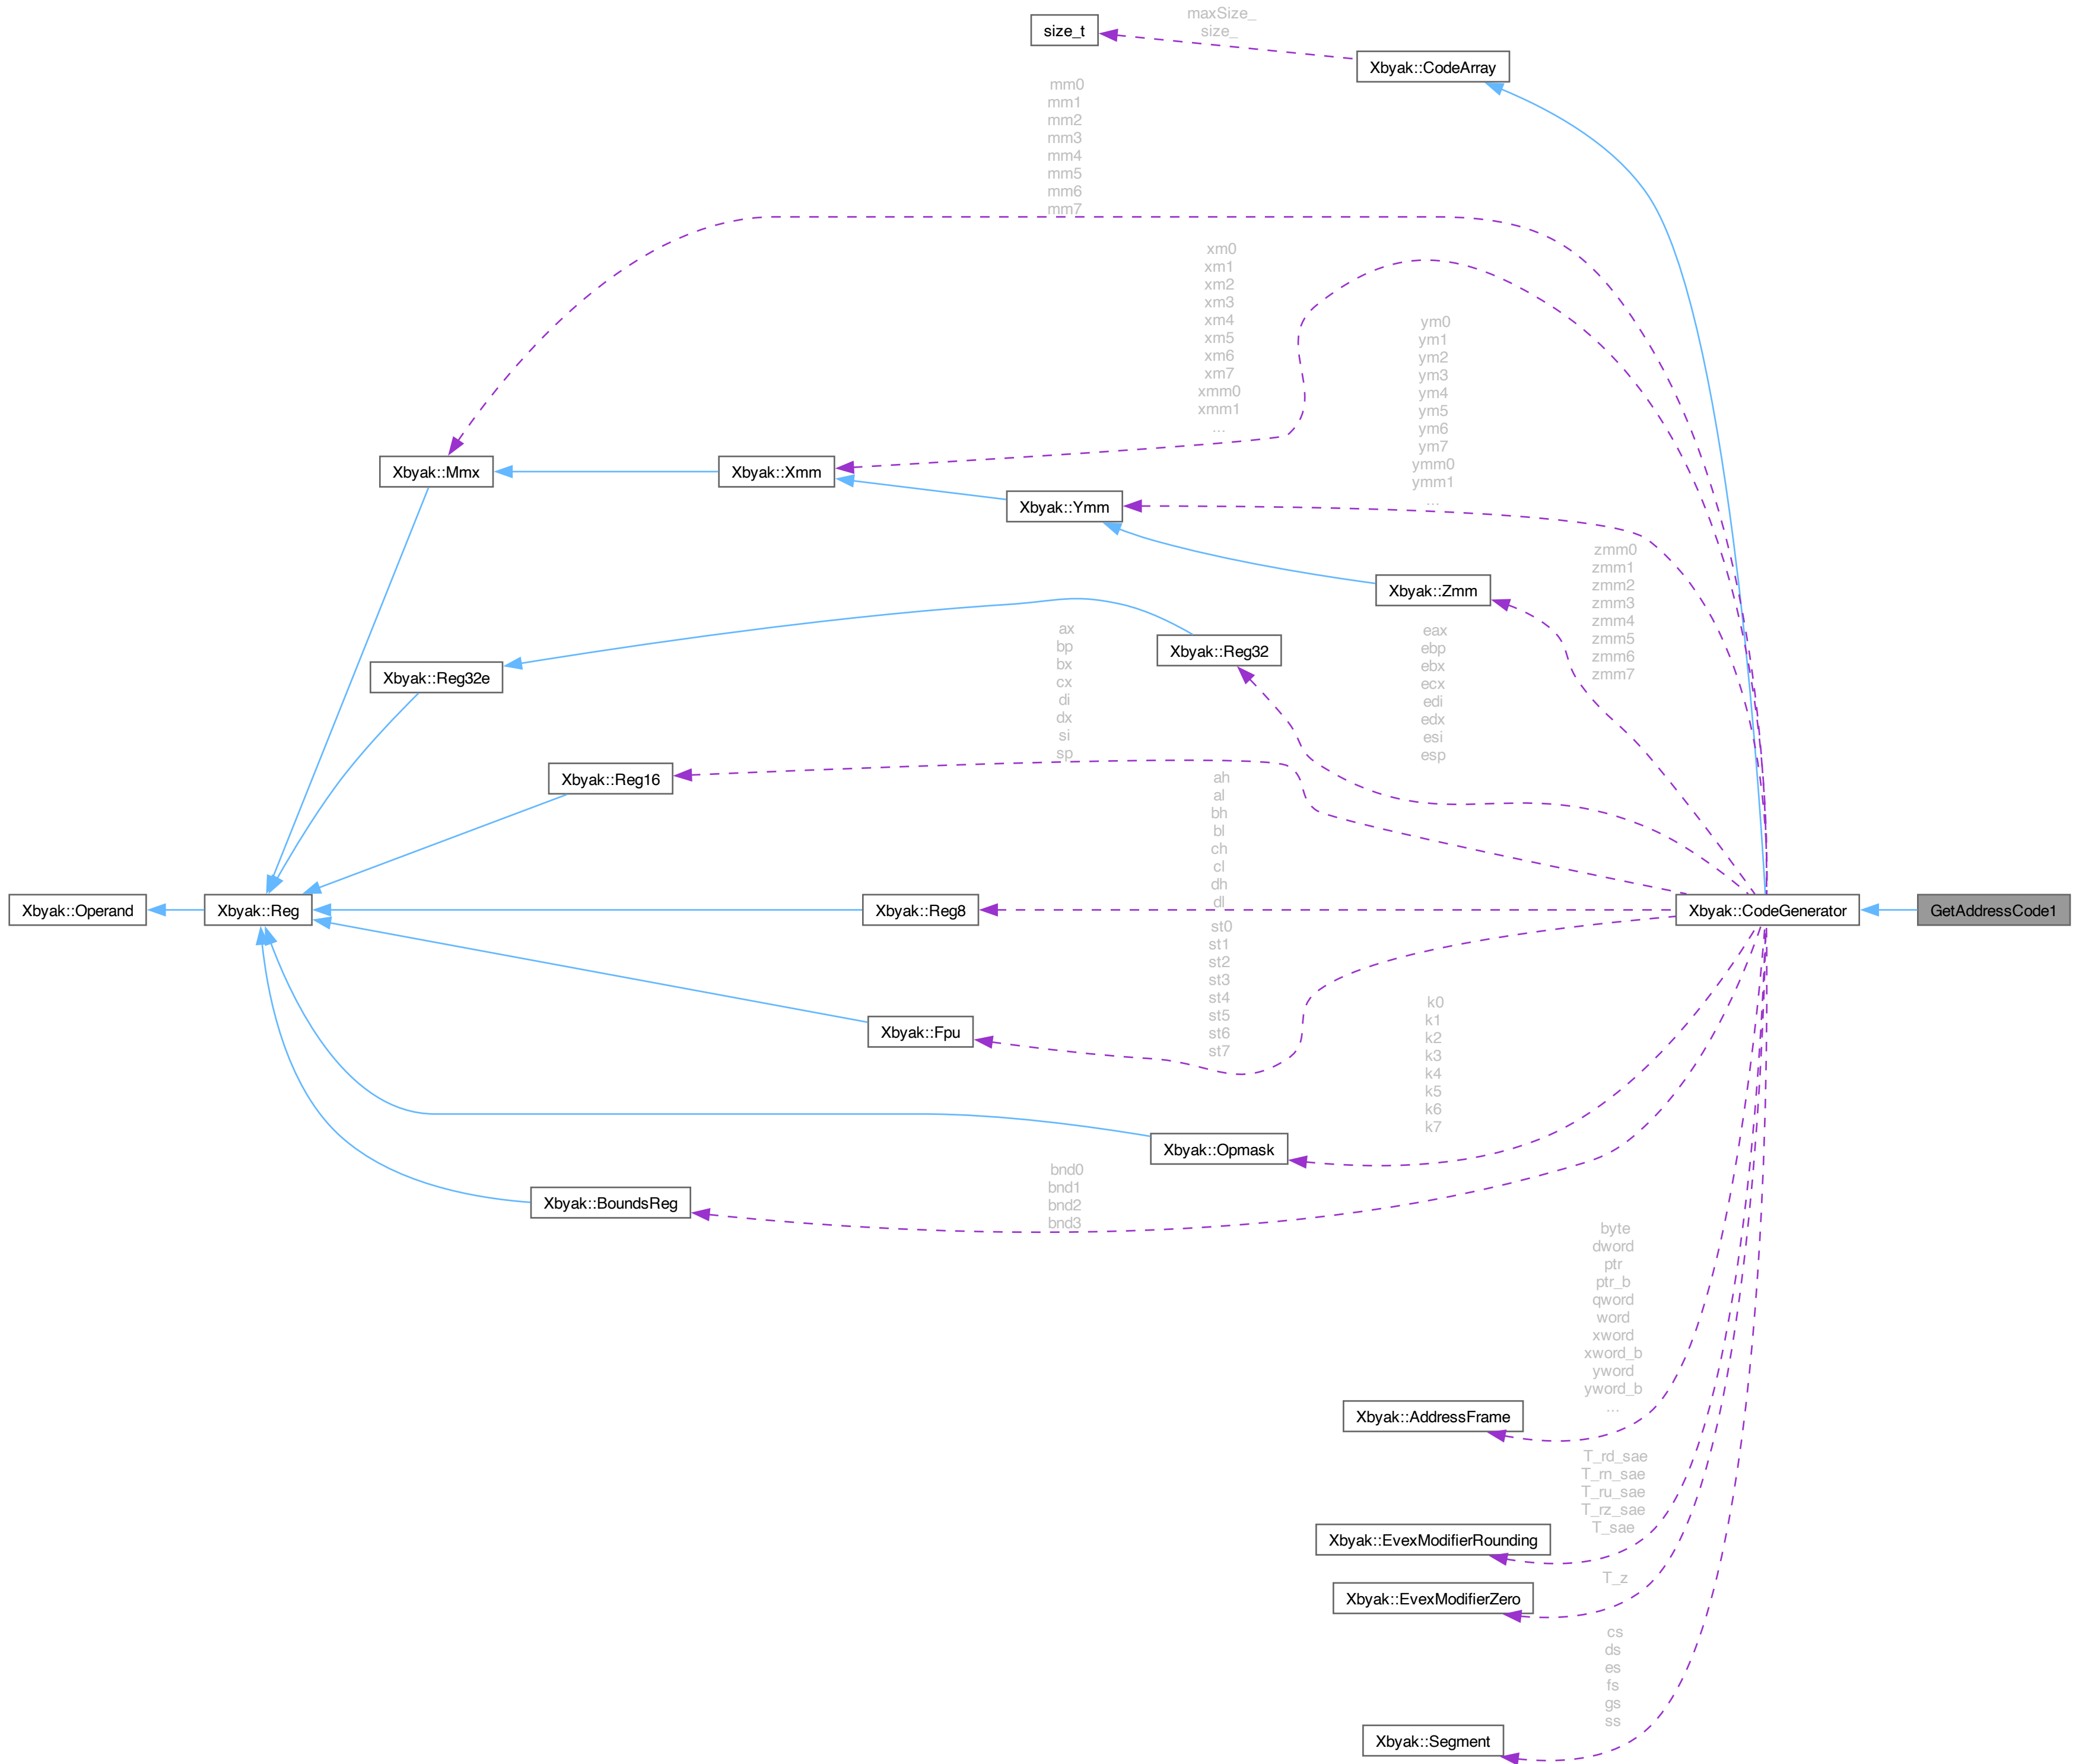 size_t
maxSize_
size_
Xbyak::CodeArray
mm0
mm1
mm2
mm3
mm4
mm5
mm6
mm7
xm0
xm1
xm2
xm3
xm4
xm5
xm6
xm7
xmm0
xmm1
...
ym0
ym1
ym2
ym3
ym4
ym5
ym6
ym7
ymm0
ymm1
...
Xbyak::Mmx
Xbyak::Xmm
Xbyak::Ymm
Xbyak::Zmm
zmm0
zmm1
zmm2
zmm3
zmm4
zmm5
zmm6
zmm7
Xbyak::Reg32e
Xbyak::Reg32
ax
bp
bx
cx
di
dx
si
sp
eax
ebp
ebx
ecx
edi
edx
esi
esp
Xbyak::Reg16
ah
al
bh
bl
ch
cl
dh
dl
Xbyak::Operand
Xbyak::Reg
Xbyak::Reg8
Xbyak::CodeGenerator
GetAddressCode1
st0
st1
st2
st3
st4
st5
st6
st7
Xbyak::Fpu
k0
k1
k2
k3
k4
k5
k6
k7
Xbyak::Opmask
Xbyak::BoundsReg
bnd0
bnd1
bnd2
bnd3
byte
dword
ptr
ptr_b
qword
word
xword
xword_b
yword
yword_b
...
Xbyak::AddressFrame
T_rd_sae
T_rn_sae
T_ru_sae
T_rz_sae
T_sae
Xbyak::EvexModifierRounding
T_z
Xbyak::EvexModifierZero
cs
ds
es
fs
gs
ss
Xbyak::Segment